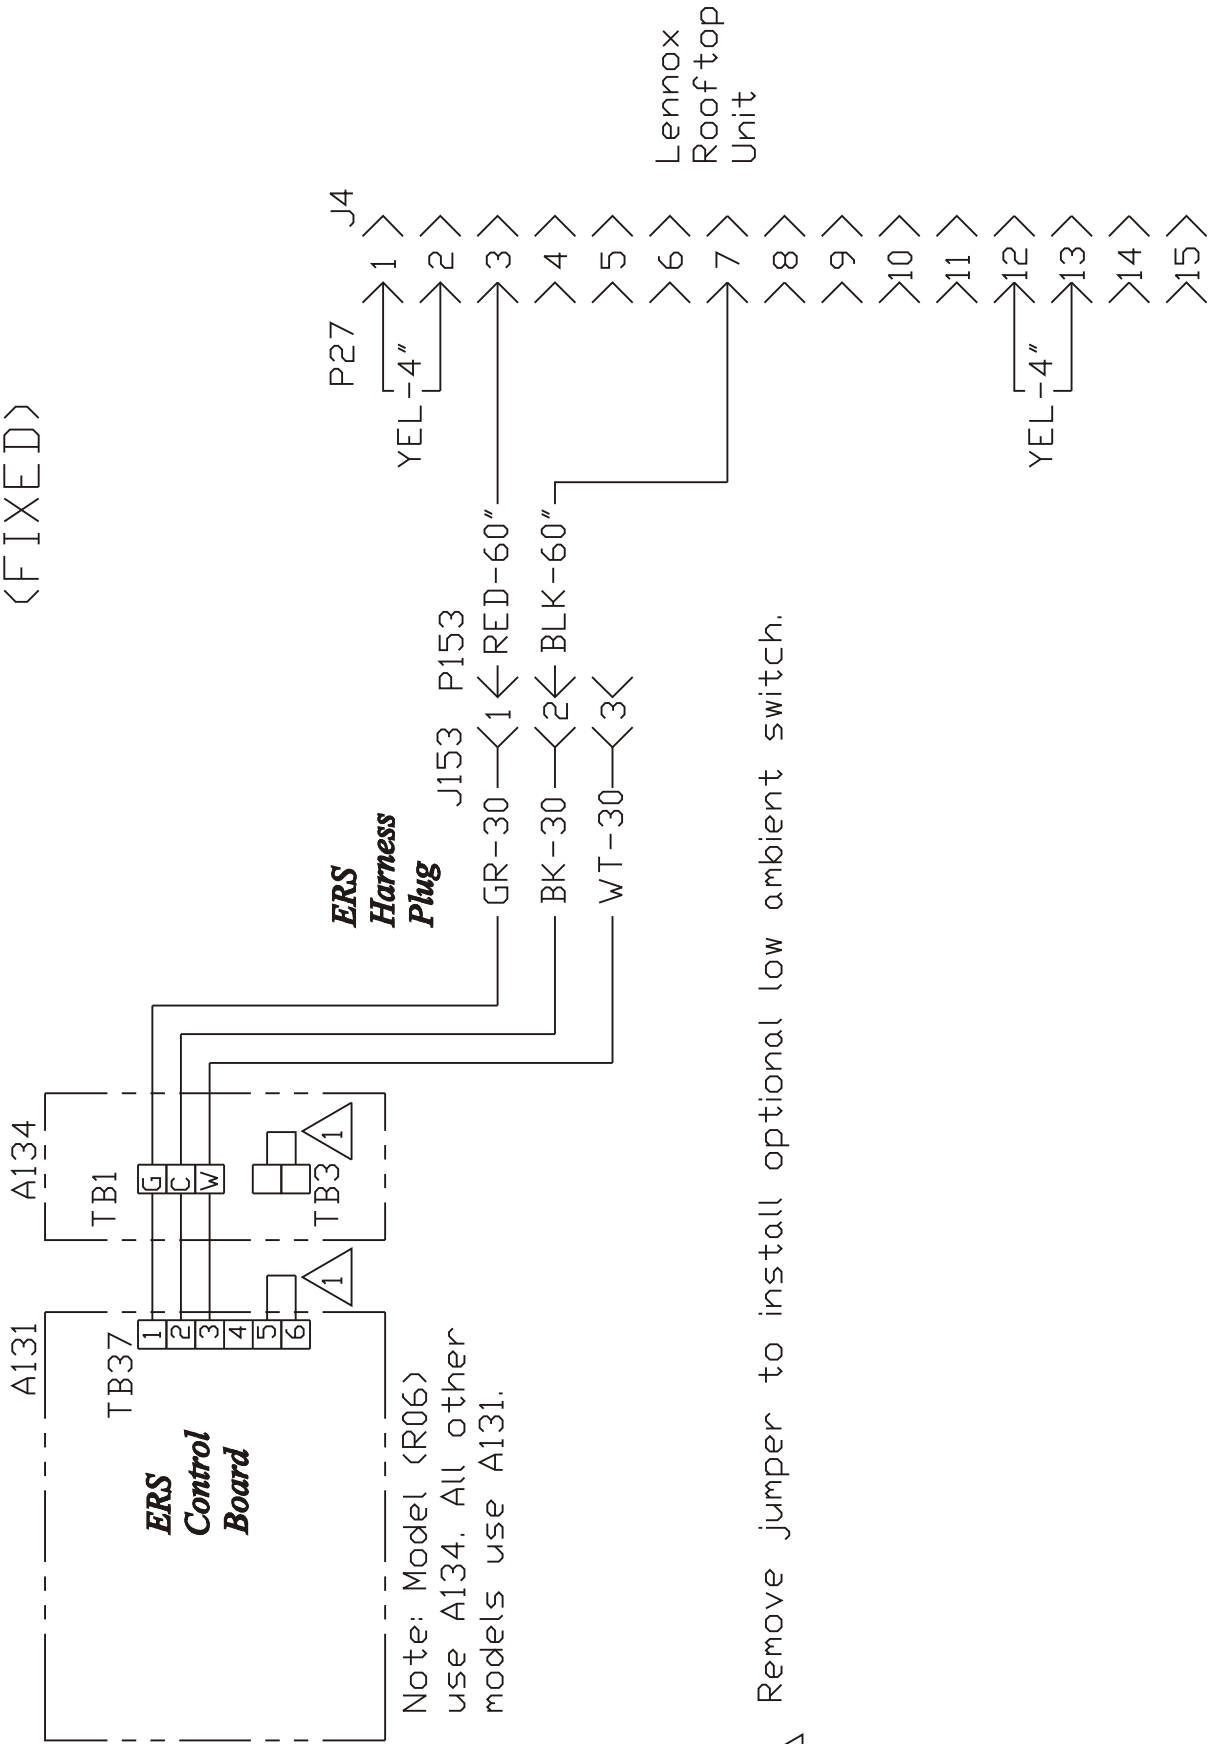 (FIXED)
A131
TB37
1
2
3
4
5
6
1
ERS
Control
Board
A134
TB1
G
C
W
TB3
1
ERS
Harness
Plug
J153 P153
GR-30 1 RED-60"
BK-30 2 BLK-60"
WT-30 3
P27 J4
YEL-4"
YEL-4"
1
2
3
4
5
6
7
8
9
10
11
12
13
14
15
Lennox
Rooftop
Unit
Note: Model (R06)
use A134. All other
models use A131.
Remove jumper to install optional low ambient switch.